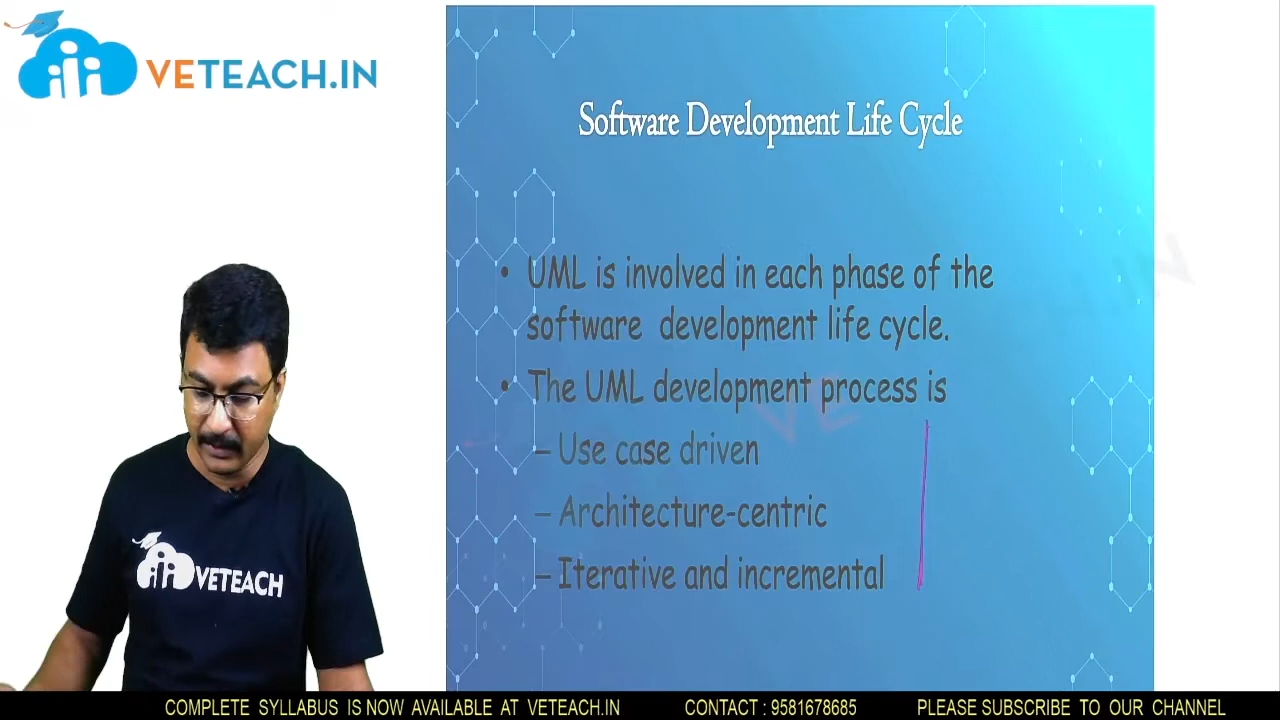 VETEACH.IN
Software Development Life Cycle
• UML is involved in each phase of the
software development life cycle.
• The UML development process is
– Use case driven
– Architecture-centric
– Iterative and incremental
VE
IN
VETEACH
COMPLETE SYLLABUS IS NOW AVAILABLE AT VETEACH.IN CONTACT : 9581678685 PLEASE SUBSCRIBE TO OUR CHANNEL